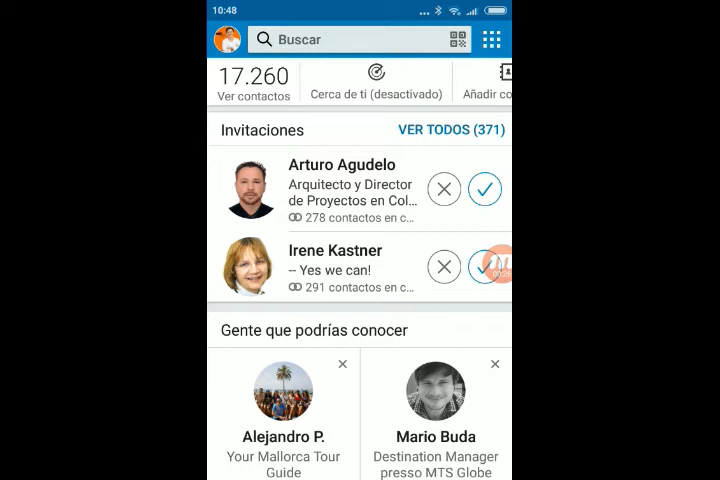 10:48
Buscar
17.260
Ver contactos
Cerca de ti (desactivado)
Añadir co
Invitaciones
VER TODOS (371)
Arturo Agudelo
Arquitecto y Director
de Proyectos en Col...
278 contactos en c...
Irene Kastner
-- Yes we can!
291 contactos en c...
Gente que podrías conocer
Alejandro P.
Your Mallorca Tour
Guide
Mario Buda
Destination Manager
presso MTS Globe